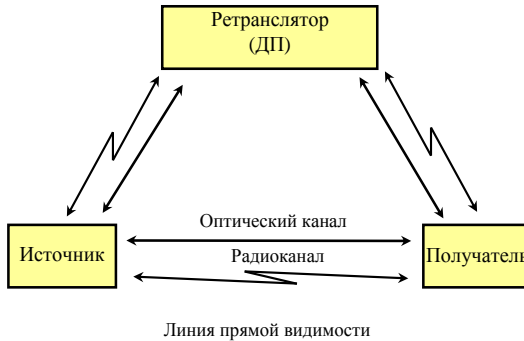 Ретранслятор
(ДП)
Оптический канал
Источник
Радиоканал
Получатель
Линия прямой видимости